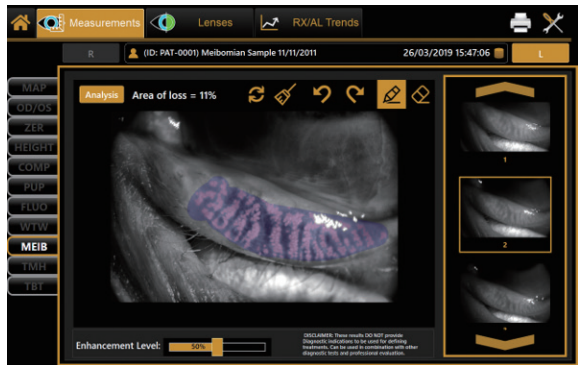 Measurements
Lenses
RX/AL Trends
R
(ID: PAT-0001) Meibomian Sample 11/11/2011
26/03/2019 15:47:06
L
MAP
OD/OS
ZER
HEIGHT
COMP
PUP
FLUO
WTW
MEIB
TMH
TBT
Analysis
Area of loss = 11%
1
2
Enhancement Level:
50%
DISCLAIMER: These results DO NOT provide
Diagnostic indications to be used for defining
treatments. Can be used in combination with other
diagnostic tests and professional evaluation.